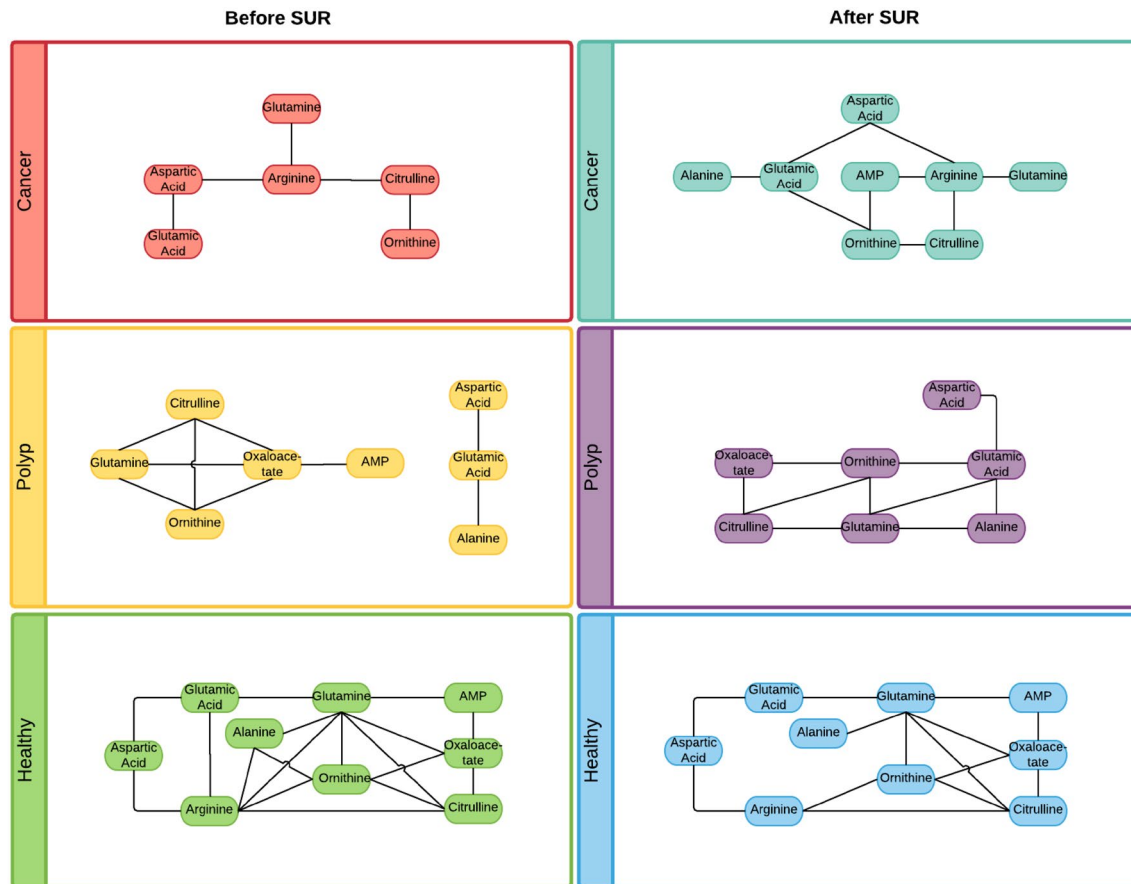 Before SUR
After SUR
Cancer
Glutamine
Aspartic
Acid
Arginine
Citrulline
Glutamic
Acid
Ornithine
Cancer
Aspartic
Acid
Alanine
Glutamic
Acid
AMP
Arginine
Glutamine
Ornithine
Citrulline
Polyp
Citrulline
Glutamine
Oxaloace-
tate
AMP
Ornithine
Aspartic
Acid
Glutamic
Acid
Alanine
Polyp
Aspartic
Acid
Oxaloace-
tate
Ornithine
Glutamic
Acid
Citrulline
Glutamine
Alanine
Healthy
Glutamic
Acid
Glutamine
AMP
Alanine
Aspartic
Acid
Oxaloace-
tate
Ornithine
Arginine
Citrulline
Healthy
Glutamic
Acid
Glutamine
AMP
Alanine
Aspartic
Acid
Oxaloace-
tate
Ornithine
Arginine
Citrulline